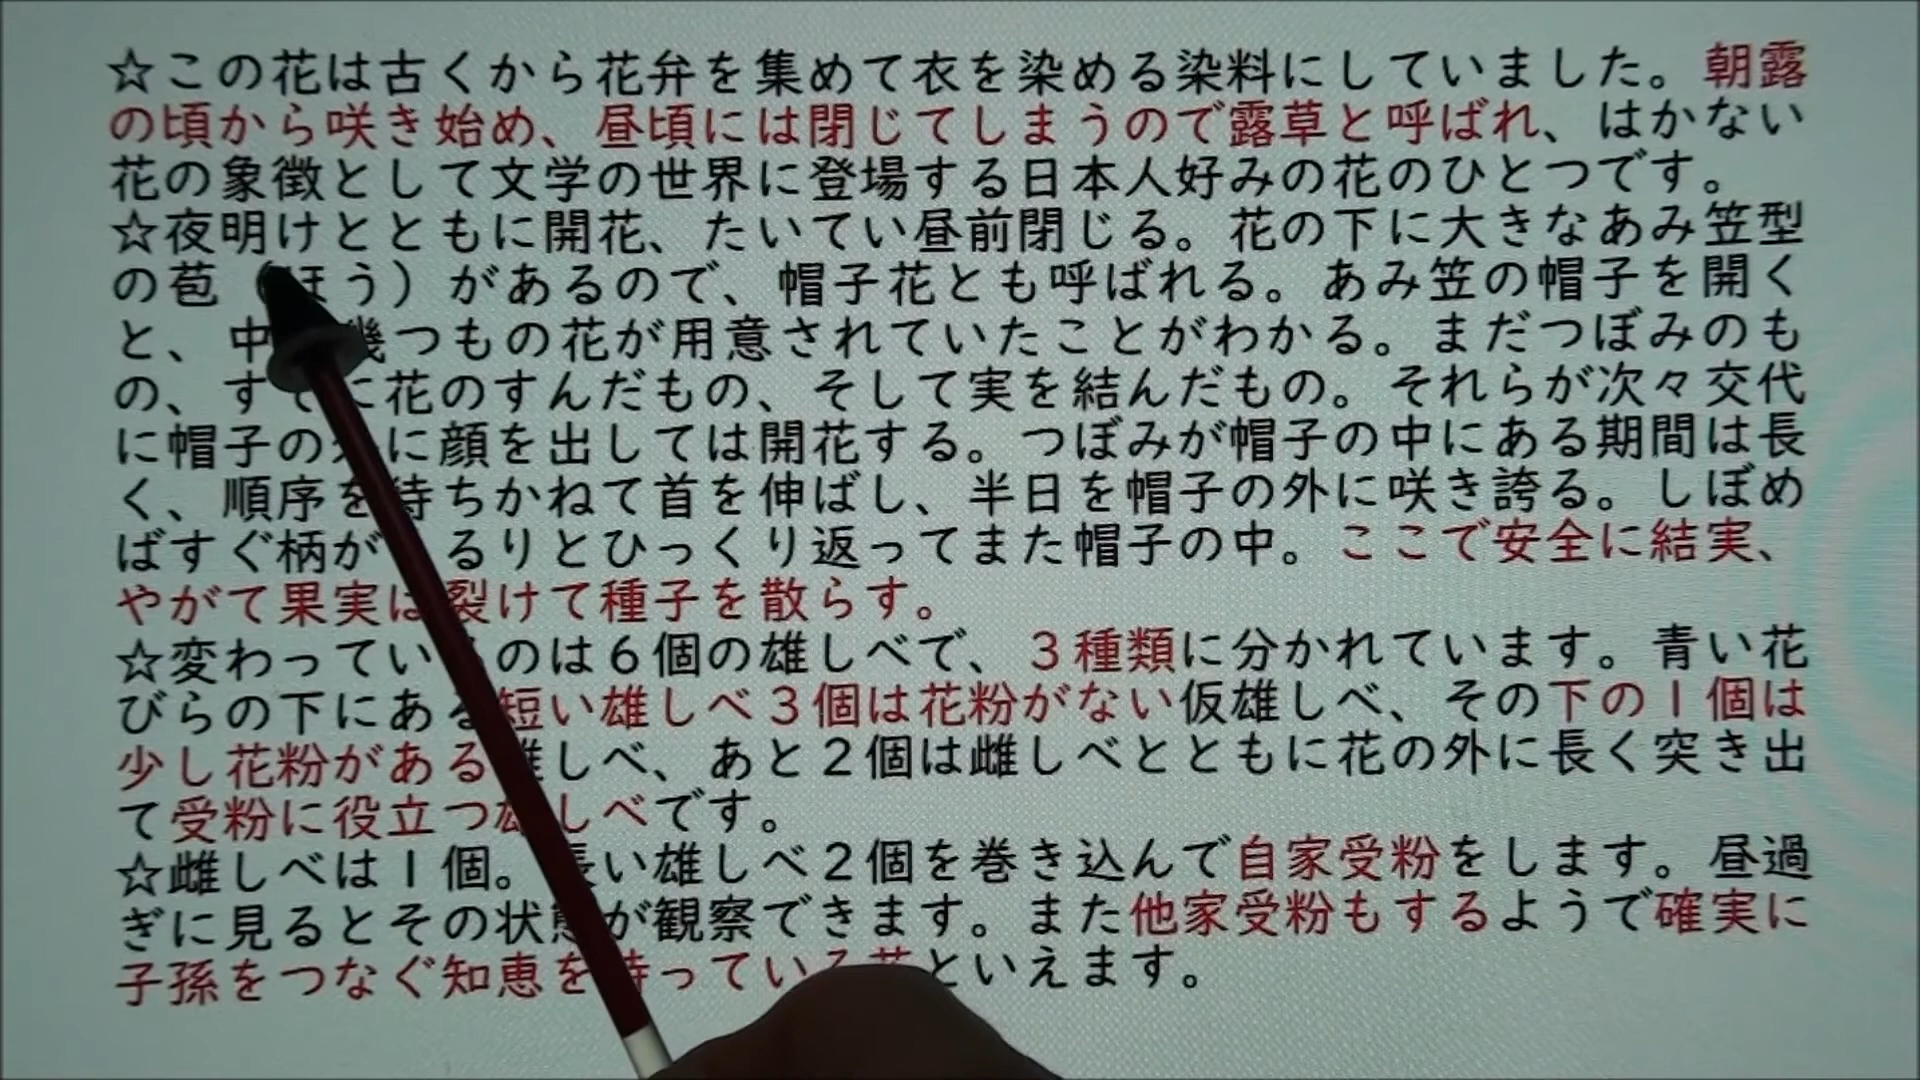 ☆この花は古くから花弁を集めて衣を染める染料にしていました。朝露
の頃から咲き始め、昼頃には閉じてしまうので露草と呼ばれ、はかない
花の象徴として文学の世界に登場する日本人好みの花のひとつです。
☆夜明けとともに開花、たいてい昼前閉じる。花の下に大きなあみ笠型
の苞（ほう）があるので、帽子花とも呼ばれる。あみ笠の帽子を開く
と、中 幾つもの花が用意されていたことがわかる。まだつぼみのも
の、すでに花のすんだもの、そして実を結んだもの。それらが次々交代
に帽子の外に顔を出しては開花する。つぼみが帽子の中にある期間は長
く、順序を待ちかねて首を伸ばし、半日を帽子の外に咲き誇る。しぼめ
ばすぐ柄が るりとひっくり返ってまた帽子の中。ここで安全に結実、
やがて果実は裂けて種子を散らす。
☆変わっているのは６個の雄しべで、３種類に分かれています。青い花
びらの下にある短い雄しべ３個は花粉がない仮雄しべ、その下の１個は
少し花粉がある雄しべ、あと２個は雌しべとともに花の外に長く突き出
て受粉に役立つ雄しべです。
☆雌しべは１個。長い雄しべ２個を巻き込んで自家受粉をします。昼過
ぎに見るとその状態が観察できます。また他家受粉もするようで確実に
子孫をつなぐ知恵を持っている花といえます。